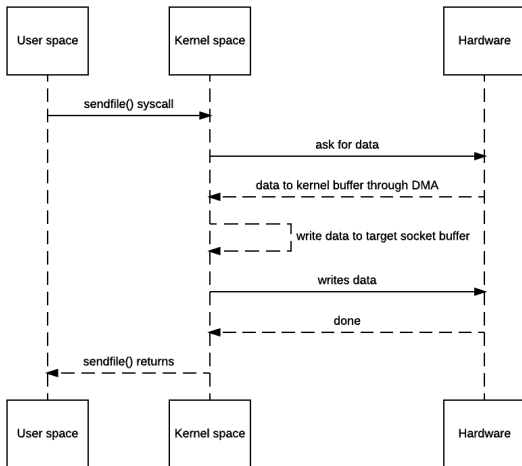 User space
Kernel space
Hardware
sendfile() syscall
ask for data
data to kernel buffer through DMA
write data to target socket buffer
writes data
done
sendfile() returns
User space
Kernel space
Hardware